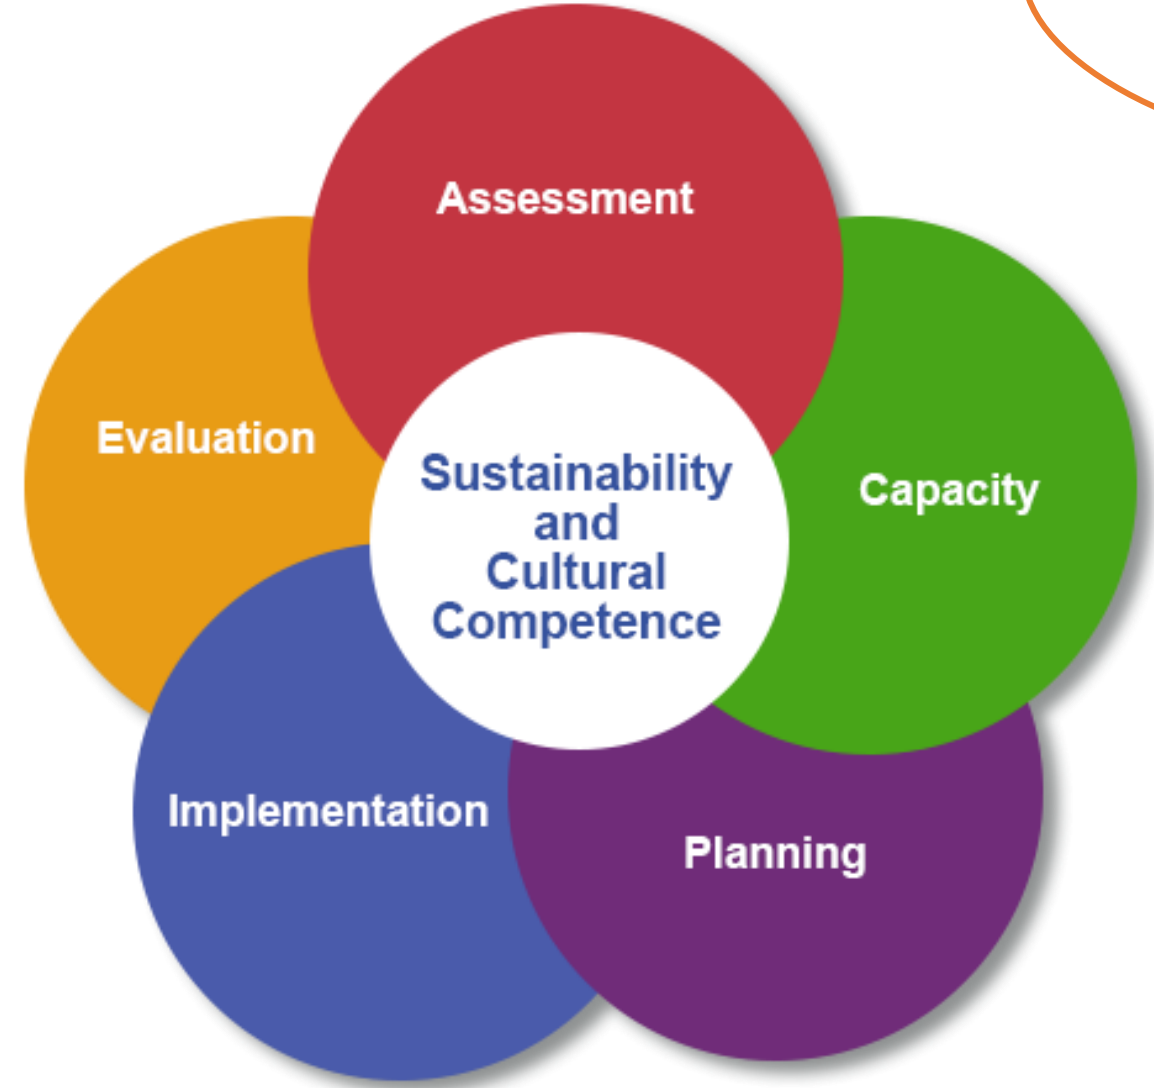 Assessment
Evaluation
Capacity
Sustainability
and
Cultural
Competence
Implementation
Planning